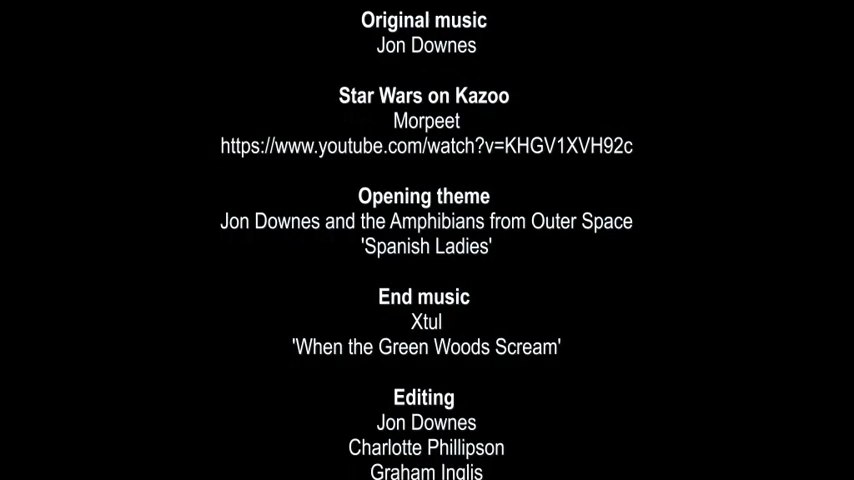 Original music
Jon Downes
Star Wars on Kazoo
Morpeet
https://www.youtube.com/watch?v=KHGV1XVH92c
Opening theme
Jon Downes and the Amphibians from Outer Space
'Spanish Ladies'
End music
Xtul
'When the Green Woods Scream'
Editing
Jon Downes
Charlotte Phillipson
Graham Inglis